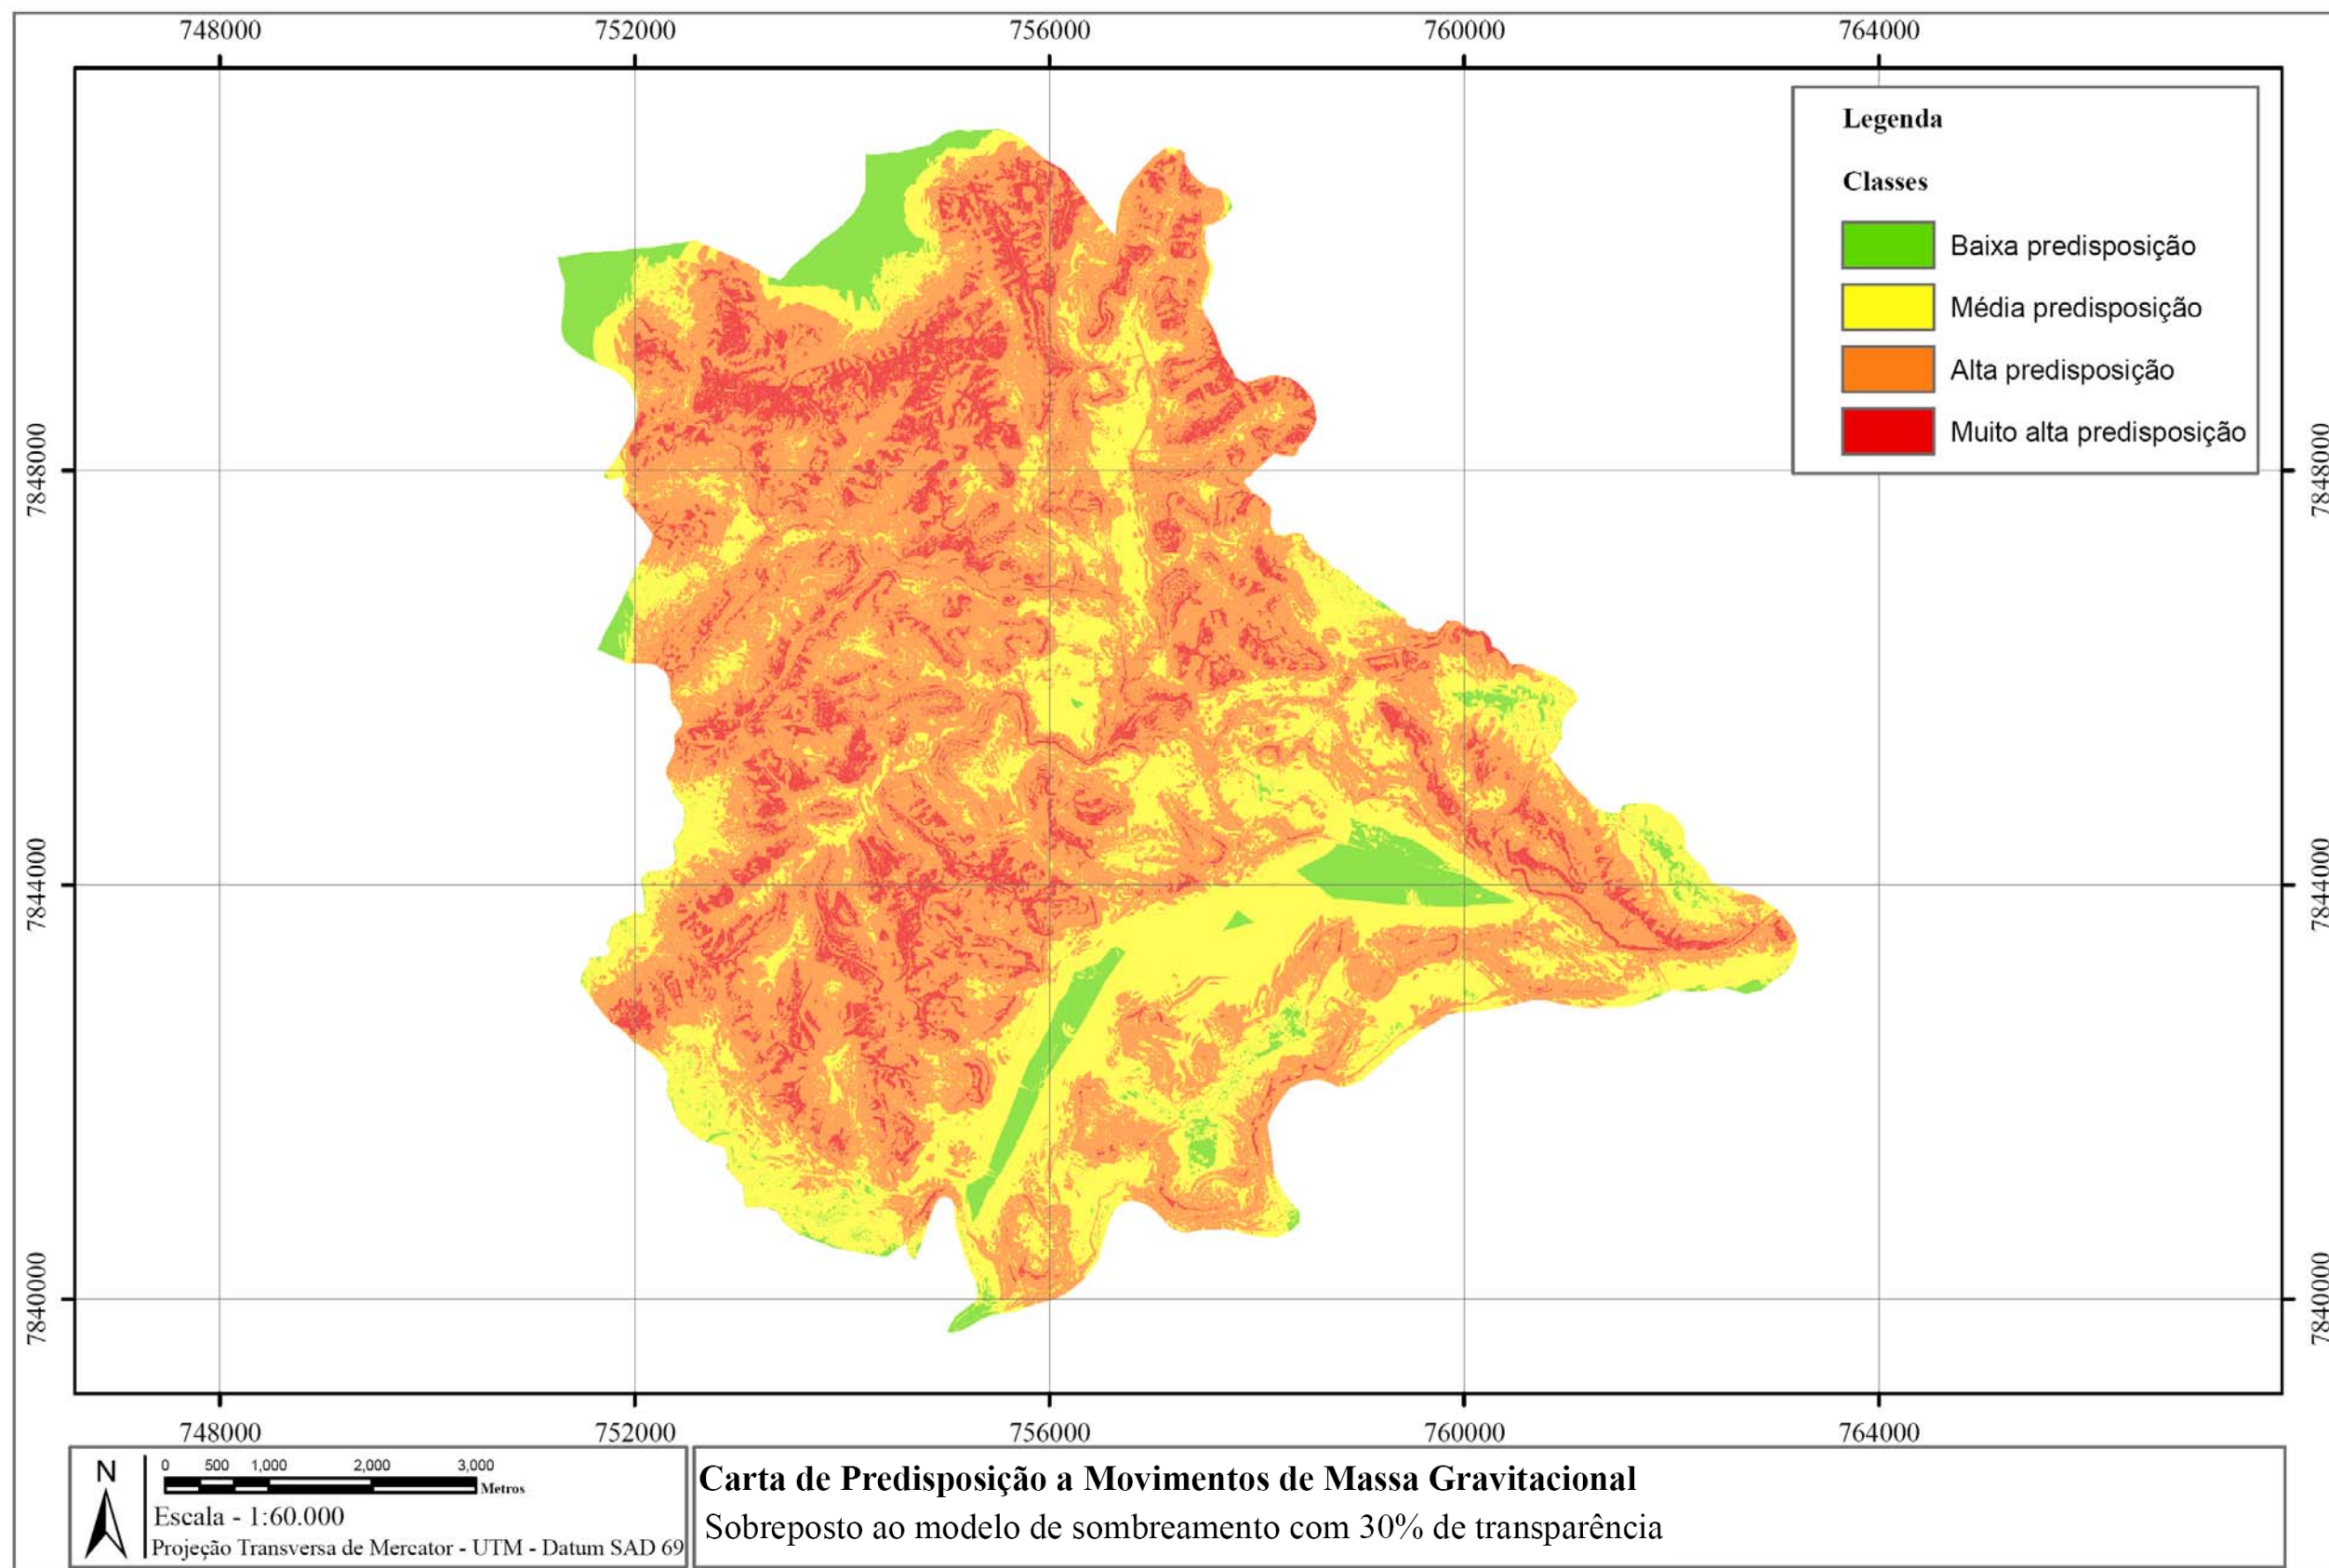 748000 752000 756000 760000 764000
Legenda
Classes
Baixa predisposição
Média predisposição
Alta predisposição
Muito alta predisposição
7848000 7848000
7844000 7844000
7840000 7840000
748000 752000 756000 760000 764000
N
0 500 1,000 2,000 3,000
Metros
Escala - 1:60.000
Projeção Transversa de Mercator - UTM - Datum SAD 69
Carta de Predisposição a Movimentos de Massa Gravitacional
Sobreposto ao modelo de sombreamento com 30% de transparência